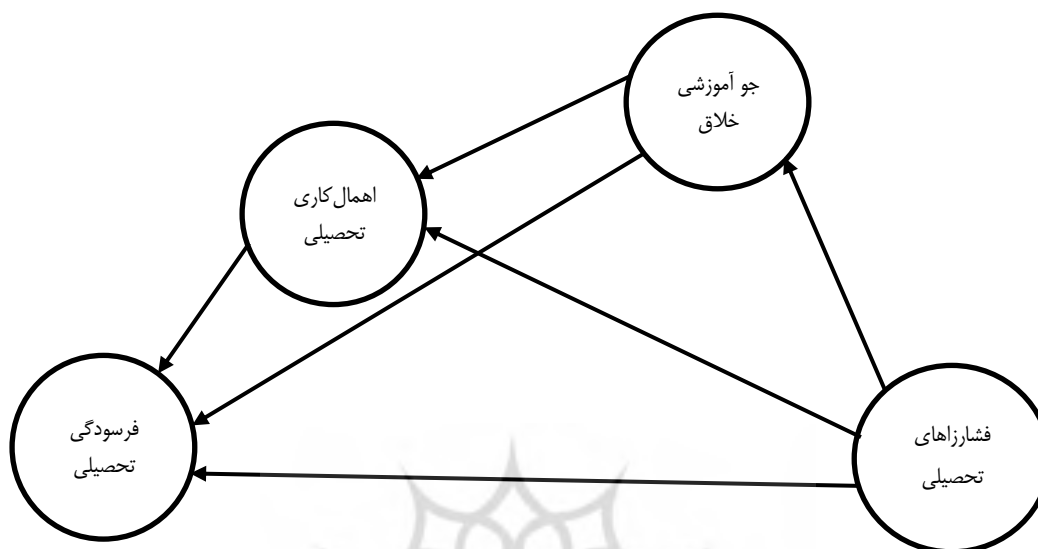 جو آموزشی
خلاق
اهمال‌کاری
تحصیلی
فشارزاهای
تحصیلی
فرسودگی
تحصیلی